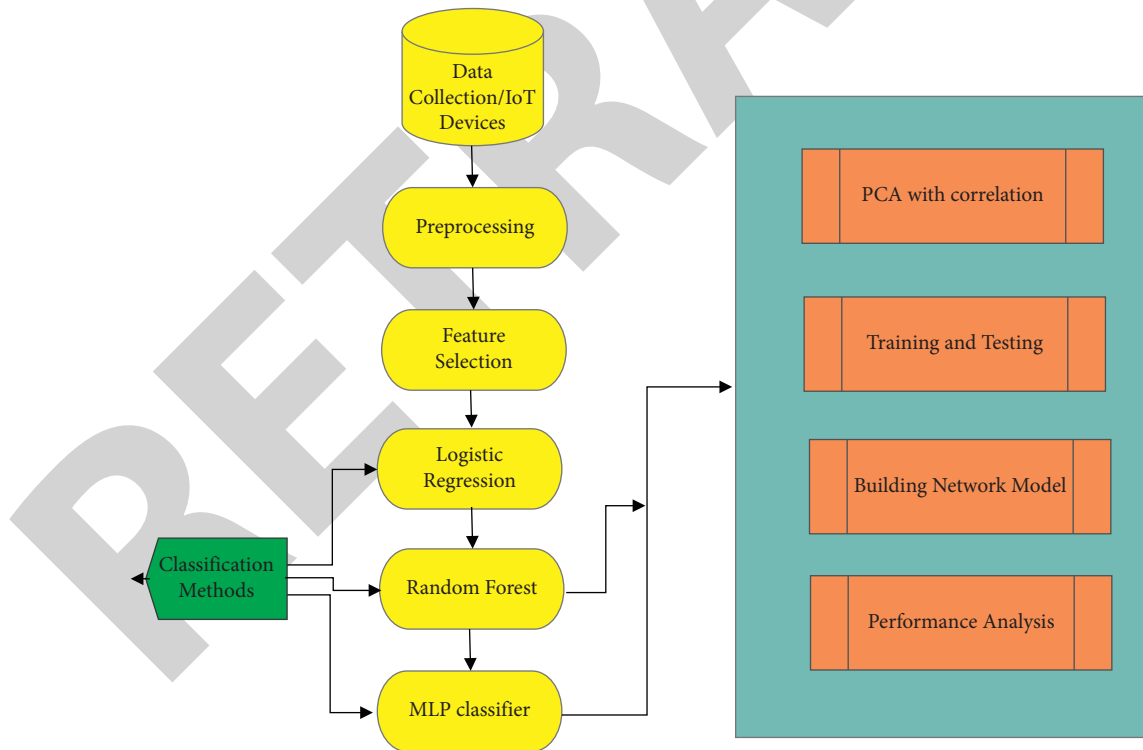 Data
Collection/IoT
Devices
Preprocessing
Feature
Selection
Logistic
Regression
Classification
Methods
Random Forest
MLP classifier
PCA with correlation
Training and Testing
Building Network Model
Performance Analysis
RETRA